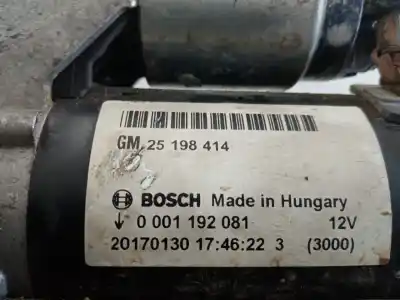 GM 25 198 414
BOSCH Made in Hungary
↓ 0 001 192 081 12V
20170130 17:46:22 3 (3000)